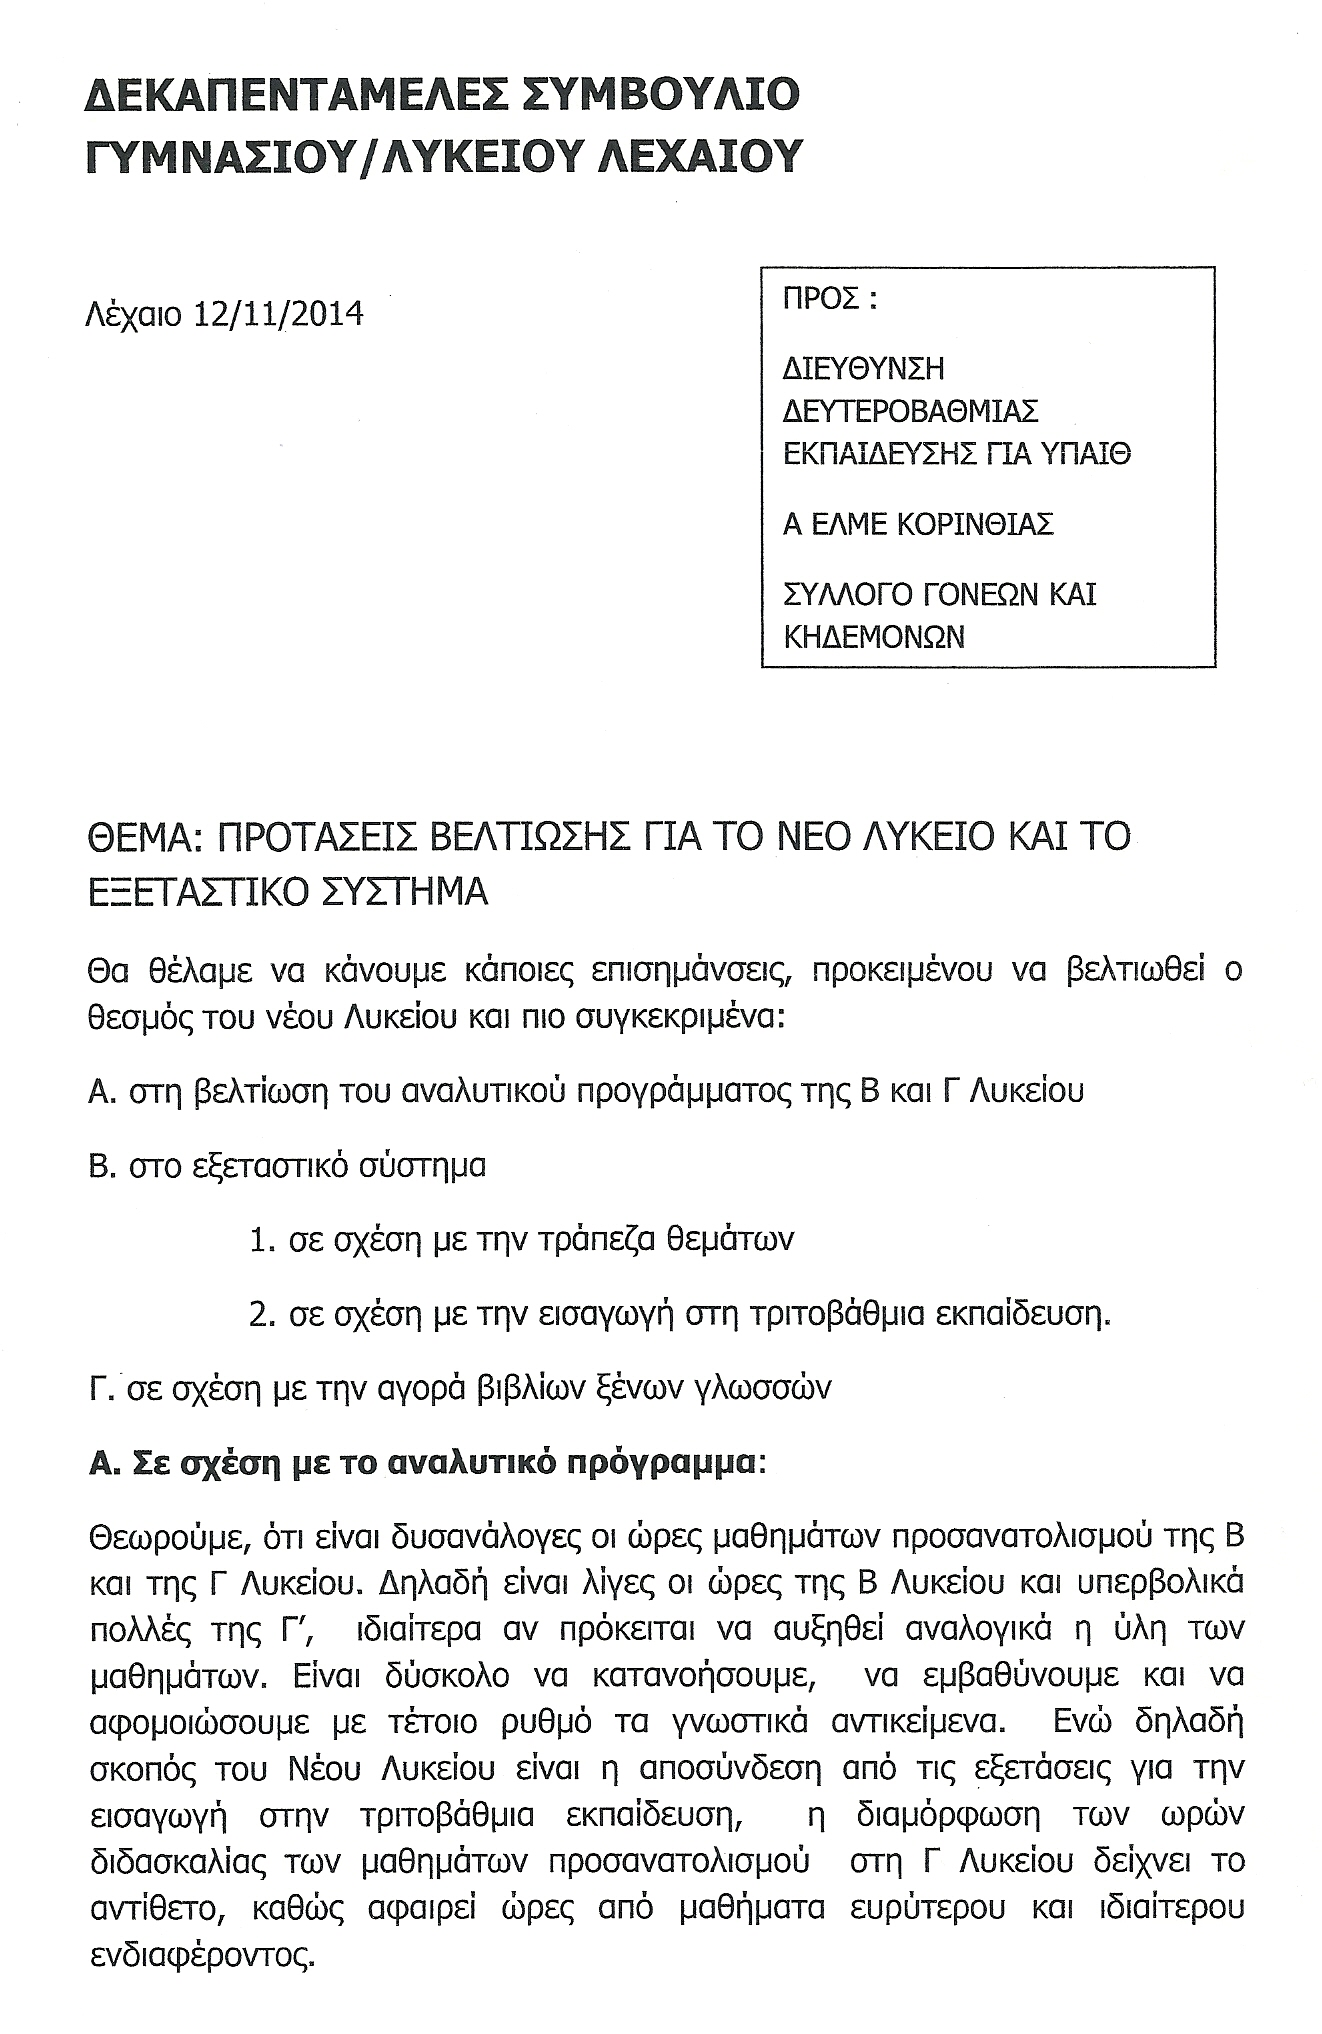 ΔΕΚΑΠΕΝΤΑΜΕΛΕΣ ΣΥΜΒΟΥΛΙΟ
ΓΥΜΝΑΣΙΟΥ/ΛΥΚΕΙΟΥ ΛΕΧΑΙΟΥ
Λέχαιο 12/11/2014
ΠΡΟΣ :
ΔΙΕΥΘΥΝΣΗ
ΔΕΥΤΕΡΟΒΑΘΜΙΑΣ
ΕΚΠΑΙΔΕΥΣΗΣ ΓΙΑ ΥΠΑΙΘ
Α ΕΛΜΕ ΚΟΡΙΝΘΙΑΣ
ΣΥΛΛΟΓΟ ΓΟΝΕΩΝ ΚΑΙ
ΚΗΔΕΜΟΝΩΝ
ΘΕΜΑ: ΠΡΟΤΑΣΕΙΣ ΒΕΛΤΙΩΣΗΣ ΓΙΑ ΤΟ ΝΕΟ ΛΥΚΕΙΟ ΚΑΙ ΤΟ
ΕΞΕΤΑΣΤΙΚΟ ΣΥΣΤΗΜΑ
Θα θέλαμε να κάνουμε κάποιες επισημάνσεις, προκειμένου να βελτιωθεί ο
θεσμός του νέου Λυκείου και πιο συγκεκριμένα:
Α. στη βελτίωση του αναλυτικού προγράμματος της Β και Γ Λυκείου
Β. στο εξεταστικό σύστημα
1. σε σχέση με την τράπεζα θεμάτων
2. σε σχέση με την εισαγωγή στη τριτοβάθμια εκπαίδευση.
Γ. σε σχέση με την αγορά βιβλίων ξένων γλωσσών
Α. Σε σχέση με το αναλυτικό πρόγραμμα:
Θεωρούμε, ότι είναι δυσανάλογες οι ώρες μαθημάτων προσανατολισμού της Β
και της Γ Λυκείου. Δηλαδή είναι λίγες οι ώρες της Β Λυκείου και υπερβολικά
πολλές της Γ', ιδιαίτερα αν πρόκειται να αυξηθεί αναλογικά η ύλη των
μαθημάτων. Είναι δύσκολο να κατανοήσουμε, να εμβαθύνουμε και να
αφομοιώσουμε με τέτοιο ρυθμό τα γνωστικά αντικείμενα. Ενώ δηλαδή
σκοπός του Νέου Λυκείου είναι η αποσύνδεση από τις εξετάσεις για την
εισαγωγή στην τριτοβάθμια εκπαίδευση, η διαμόρφωση των ωρών
διδασκαλίας των μαθημάτων προσανατολισμού στη Γ Λυκείου δείχνει το
αντίθετο, καθώς αφαιρεί ώρες από μαθήματα ευρύτερου και ιδιαίτερου
ενδιαφέροντος.